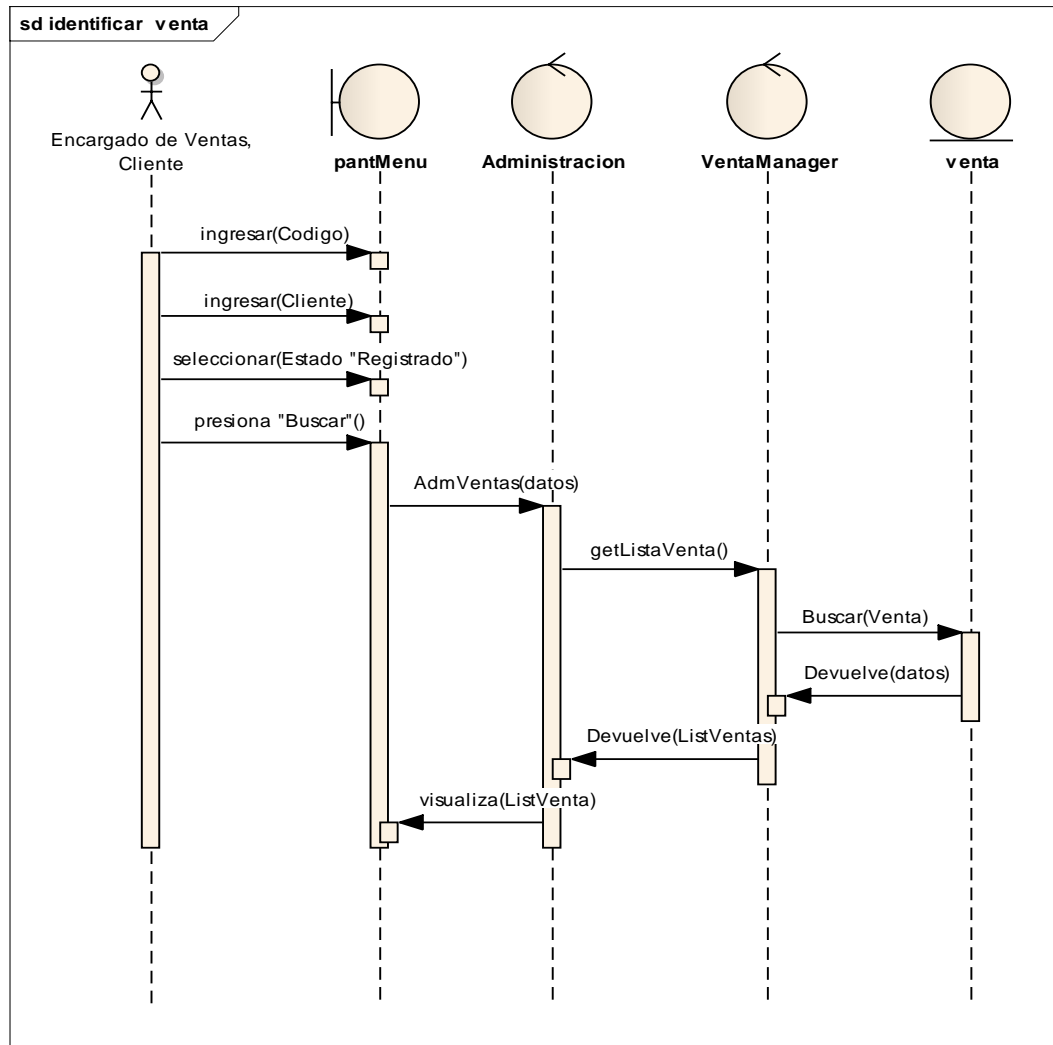 sd identificar venta
Encargado de Ventas,
Cliente
pantMenu
Administracion
VentaManager
venta
ingresar(Codigo)
ingresar(Cliente)
seleccionar(Estado "Registrado")
presiona "Buscar"()
AdmVentas(datos)
getListaVenta()
Buscar(Venta)
Devuelve(datos)
Devuelve(ListVentas)
visualiza(ListVenta)